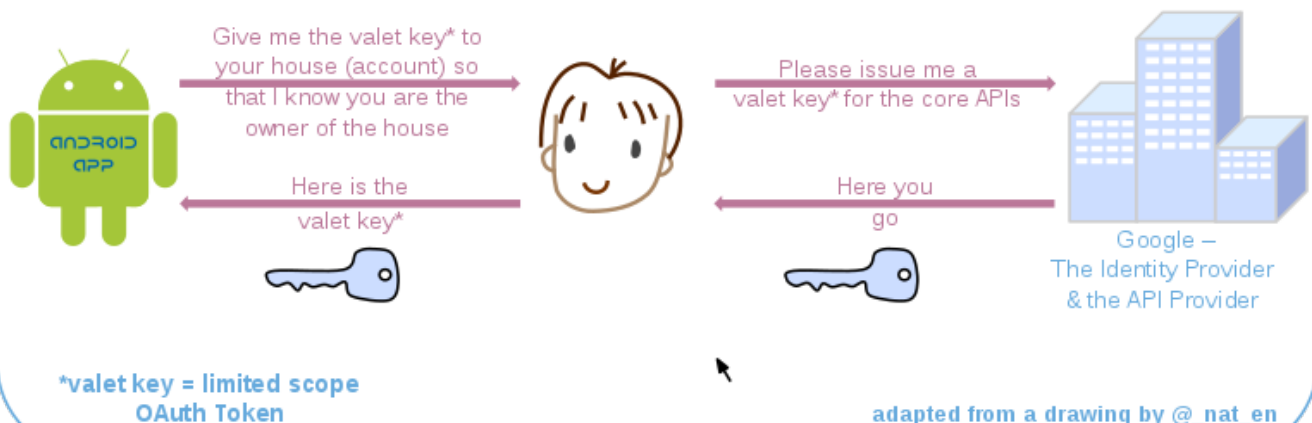 Give me the valet key* to
your house (account) so
that I know you are the
owner of the house
Please issue me a
valet key* for the core APIs
ANDROID
APP
Here is the
valet key*
Here you
go
Google –
The Identity Provider
& the API Provider
*valet key = limited scope
OAuth Token
adapted from a drawing by @_nat_en